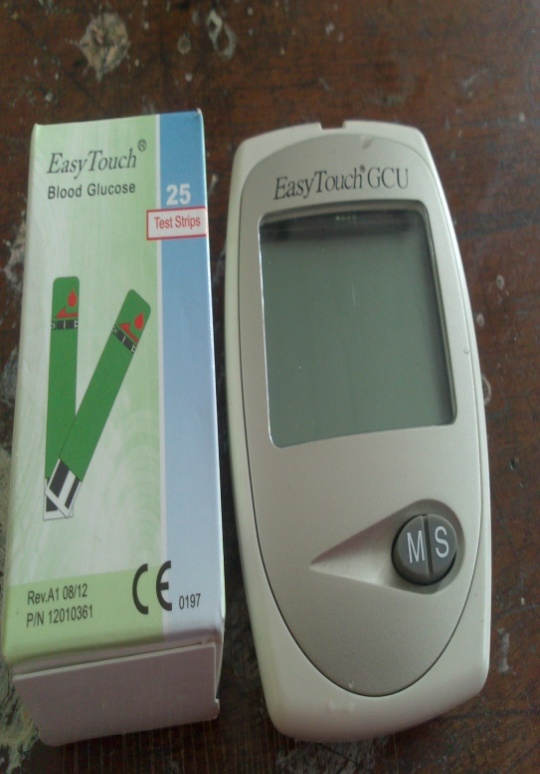 EasyTouch®
Blood Glucose
25
Test Strips
Rev.A1 08/12
P/N 12010361
CE 0197
EasyTouch® GCU
M S